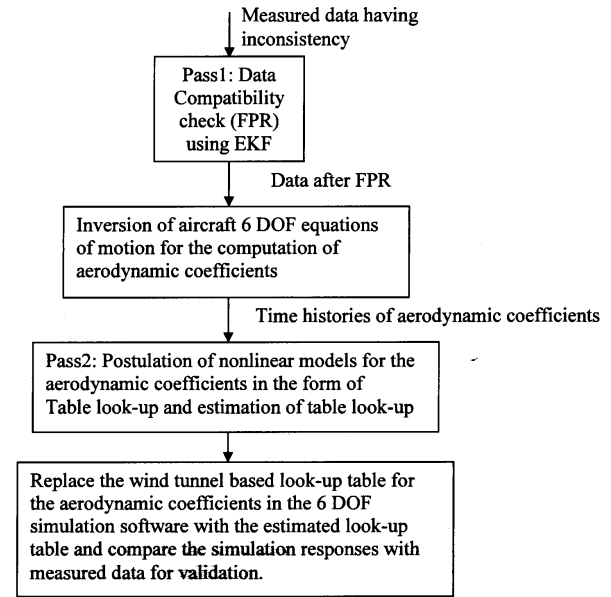 Measured data having
inconsistency
Pass1: Data
Compatibility
check (FPR)
using EKF
Data after FPR
Inversion of aircraft 6 DOF equations
of motion for the computation of
aerodynamic coefficients
Time histories of aerodynamic coefficients
Pass2: Postulation of nonlinear models for the
aerodynamic coefficients in the form of
Table look-up and estimation of table look-up
Replace the wind tunnel based look-up table for
the aerodynamic coefficients in the 6 DOF
simulation software with the estimated look-up
table and compare the simulation responses with
measured data for validation.